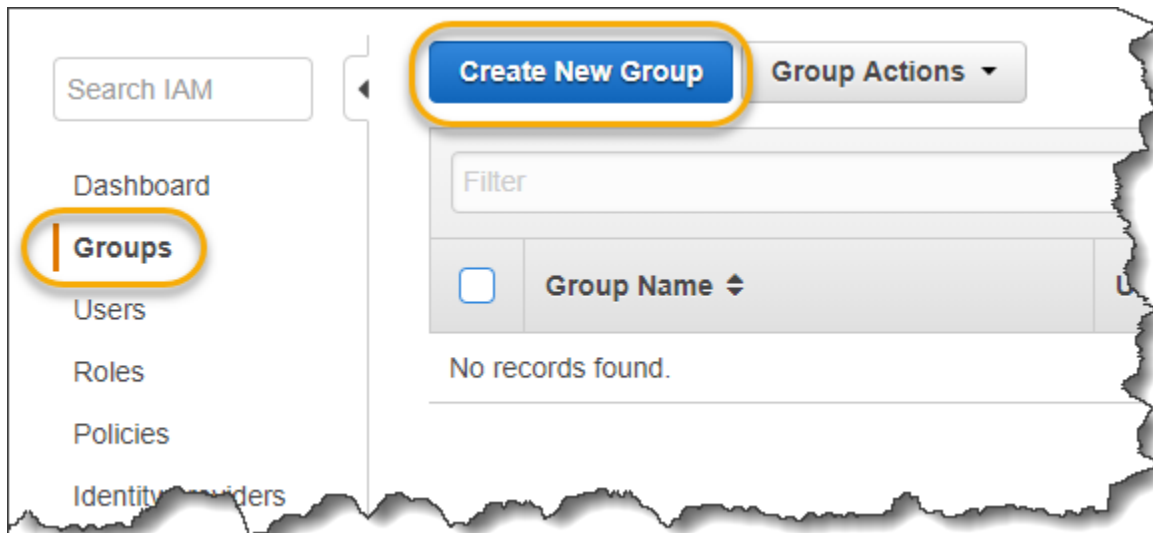 Search IAM
Dashboard
Groups
Users
Roles
Policies
Create New Group
Group Actions
Filter
Group Name
No records found.